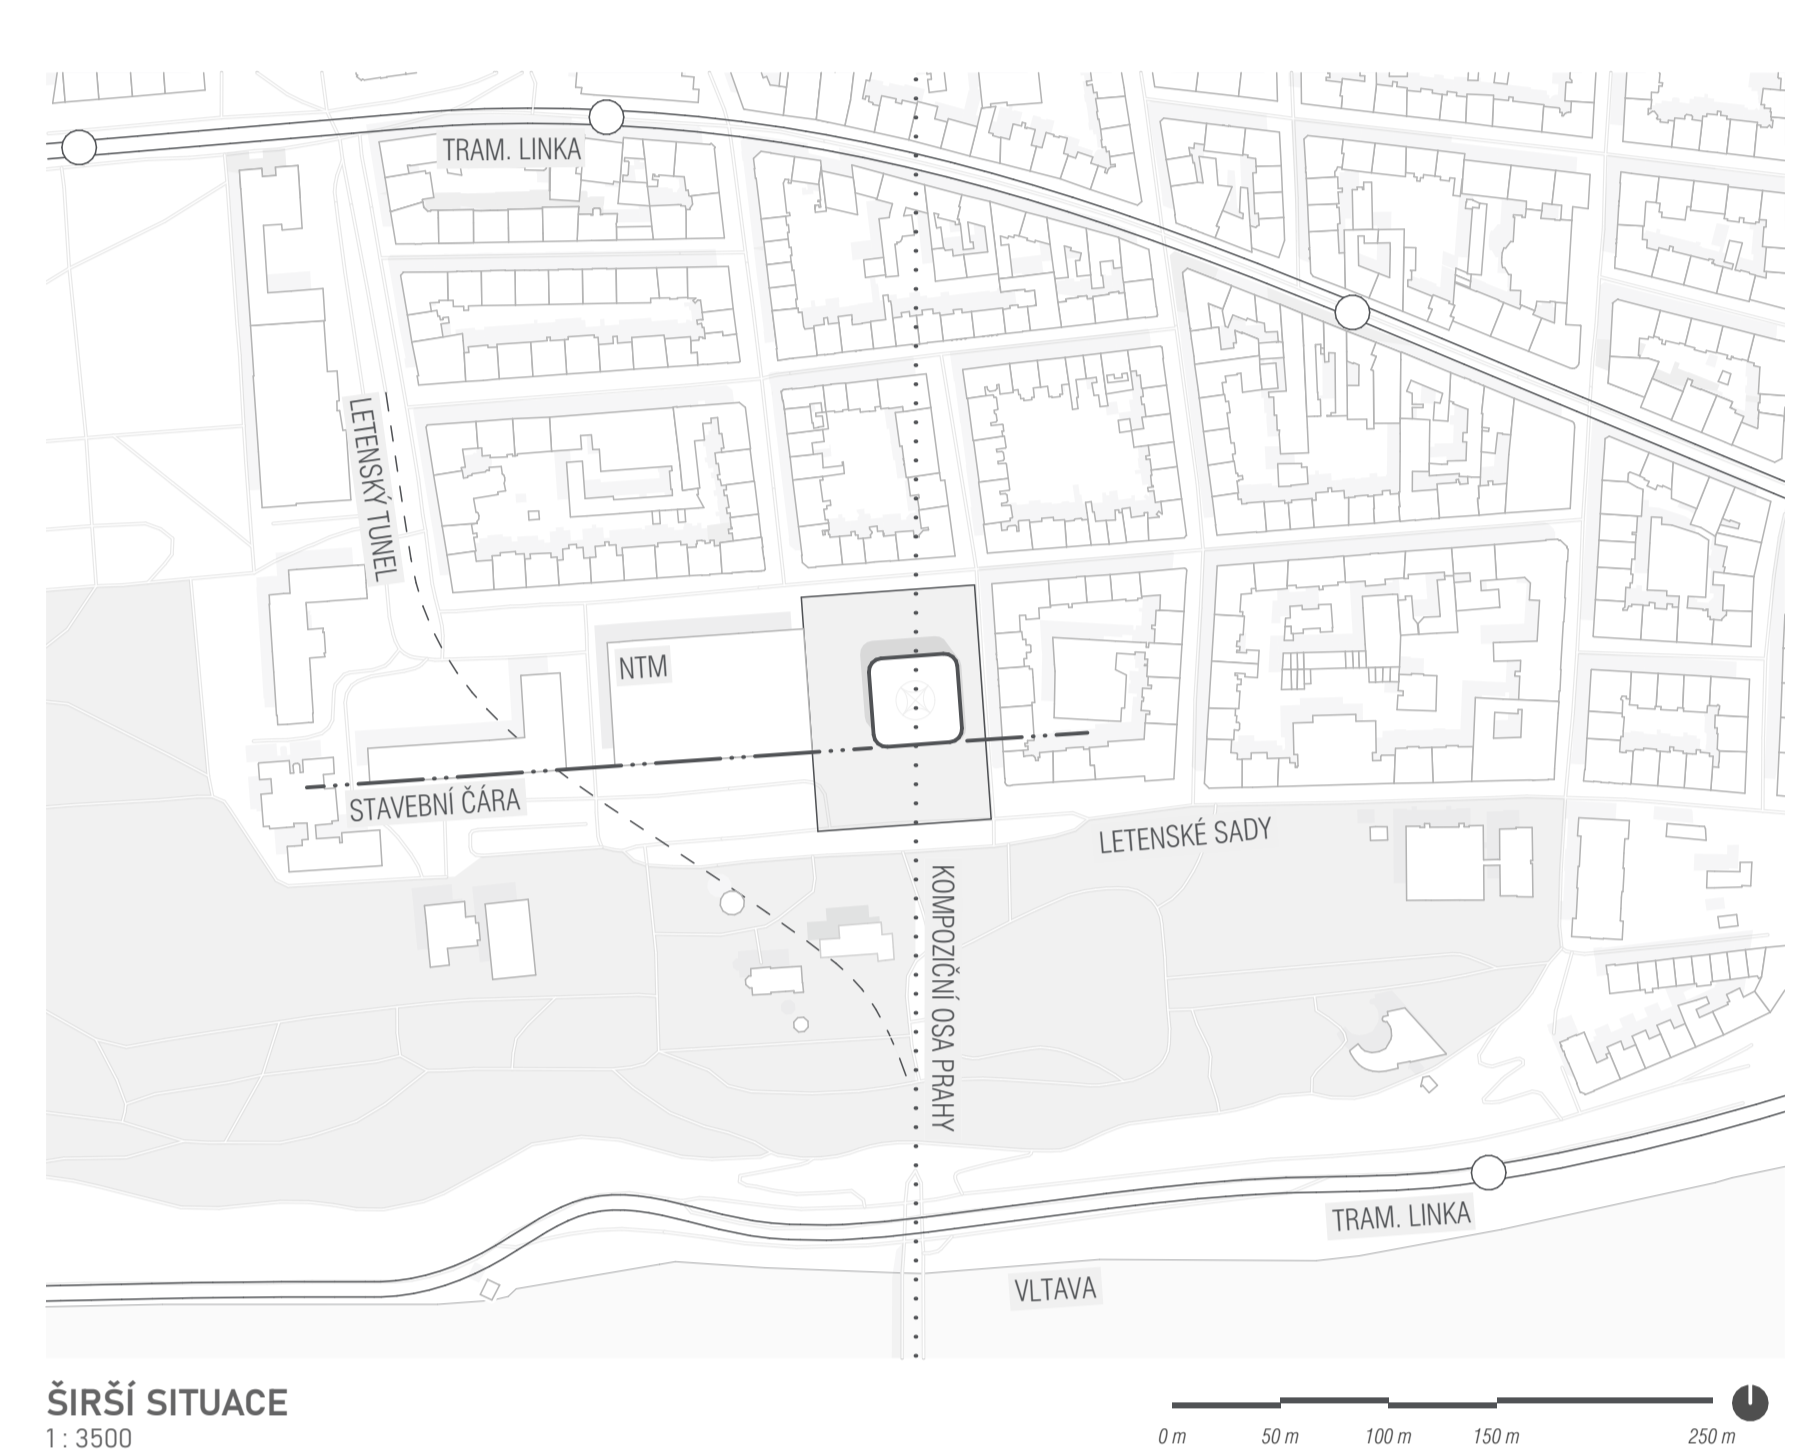 TRAM. LINKA
LETENSKÝ TUNEL
NTM
STAVEBNÍ ČÁRA
LETENSKÉ SADY
KOMPOZIČNÍ OSA PRAHY
TRAM. LINKA
VLTAVA
ŠIRŠÍ SITUACE
1 : 3500
0 m 50 m 100 m 150 m 250 m